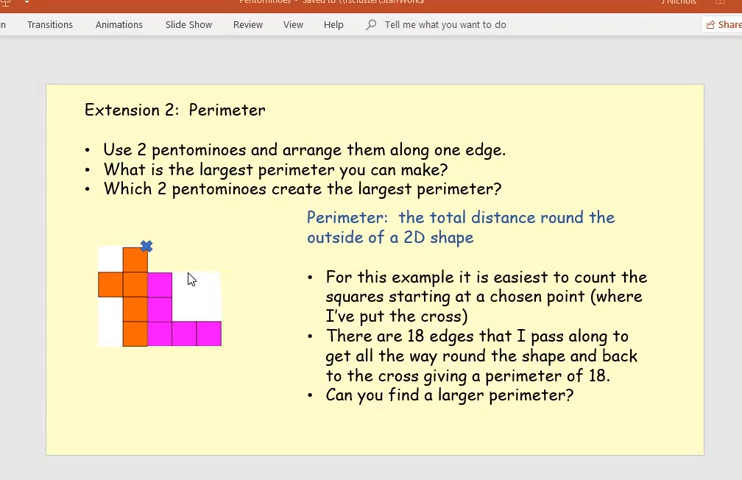 Pentominoes - Saved to
J Nichols
Transitions Animations Slide Show Review View Help Tell me what you want to do Share
Extension 2: Perimeter
• Use 2 pentominoes and arrange them along one edge.
• What is the largest perimeter you can make?
• Which 2 pentominoes create the largest perimeter?
Perimeter: the total distance round the
outside of a 2D shape
• For this example it is easiest to count the
squares starting at a chosen point (where
I've put the cross)
• There are 18 edges that I pass along to
get all the way round the shape and back
to the cross giving a perimeter of 18.
• Can you find a larger perimeter?